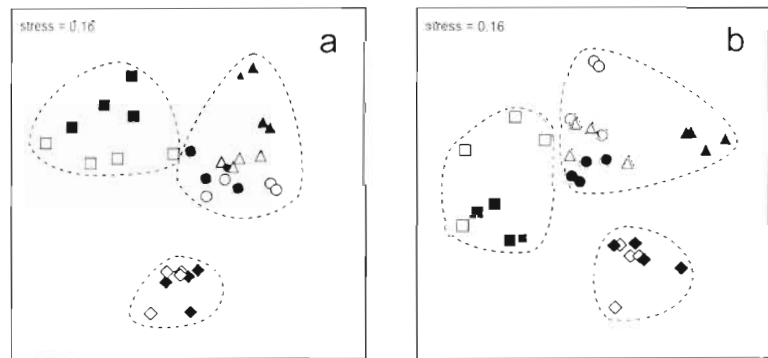 stress = 0.16
a
stress = 0.16
b